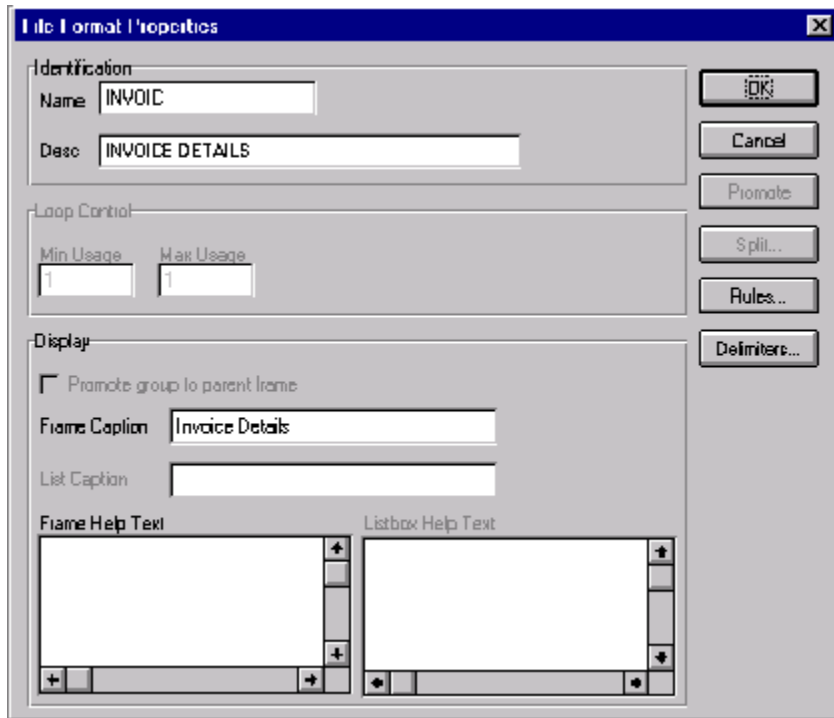 File Format Properties
Identification
Name INVOIC
Desc INVOICE DETAILS
Loop Control
Min Usage Max Usage
1 1
Display
Promote group to parent frame
Frame Caption Invoice Details
List Caption
Frame Help Text Listbox Help Text
OK
Cancel
Promote
Split...
Rules...
Delimiters...